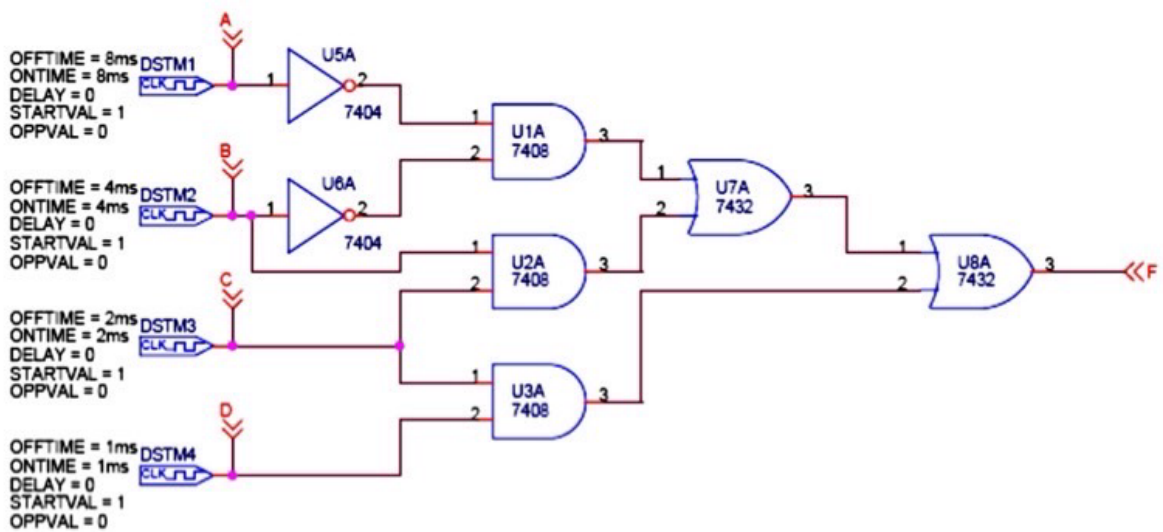 A
OFFTIME = 8ms DSTM1
ONTIME = 8ms CLK
DELAY = 0
STARTVAL = 1
OPPVAL = 0
1 U5A 2
7404
B
OFFTIME = 4ms DSTM2
ONTIME = 4ms CLK
DELAY = 0
STARTVAL = 1
OPPVAL = 0
1 U6A 2
7404
C
OFFTIME = 2ms DSTM3
ONTIME = 2ms CLK
DELAY = 0
STARTVAL = 1
OPPVAL = 0
D
OFFTIME = 1ms DSTM4
ONTIME = 1ms CLK
DELAY = 0
STARTVAL = 1
OPPVAL = 0
1
2
U1A
7408
3
1
2
U2A
7408
3
1
2
U3A
7408
3
1
2
U7A
7432
3
1
2
U8A
7432
3
F